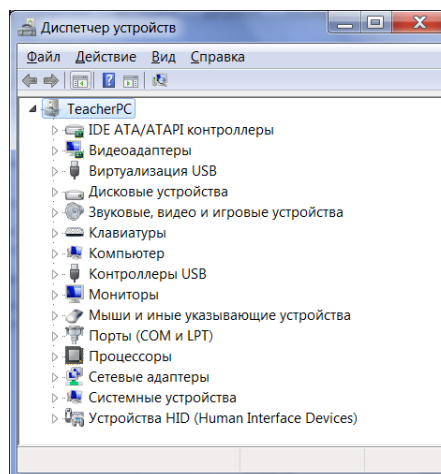 Диспетчер устройств
Файл Действие Вид Справка
TeacherPC
IDE ATA/ATAPI контроллеры
Видеоадаптеры
Виртуализация USB
Дисковые устройства
Звуковые, видео и игровые устройства
Клавиатуры
Компьютер
Контроллеры USB
Мониторы
Мыши и иные указывающие устройства
Порты (COM и LPT)
Процессоры
Сетевые адаптеры
Системные устройства
Устройства HID (Human Interface Devices)